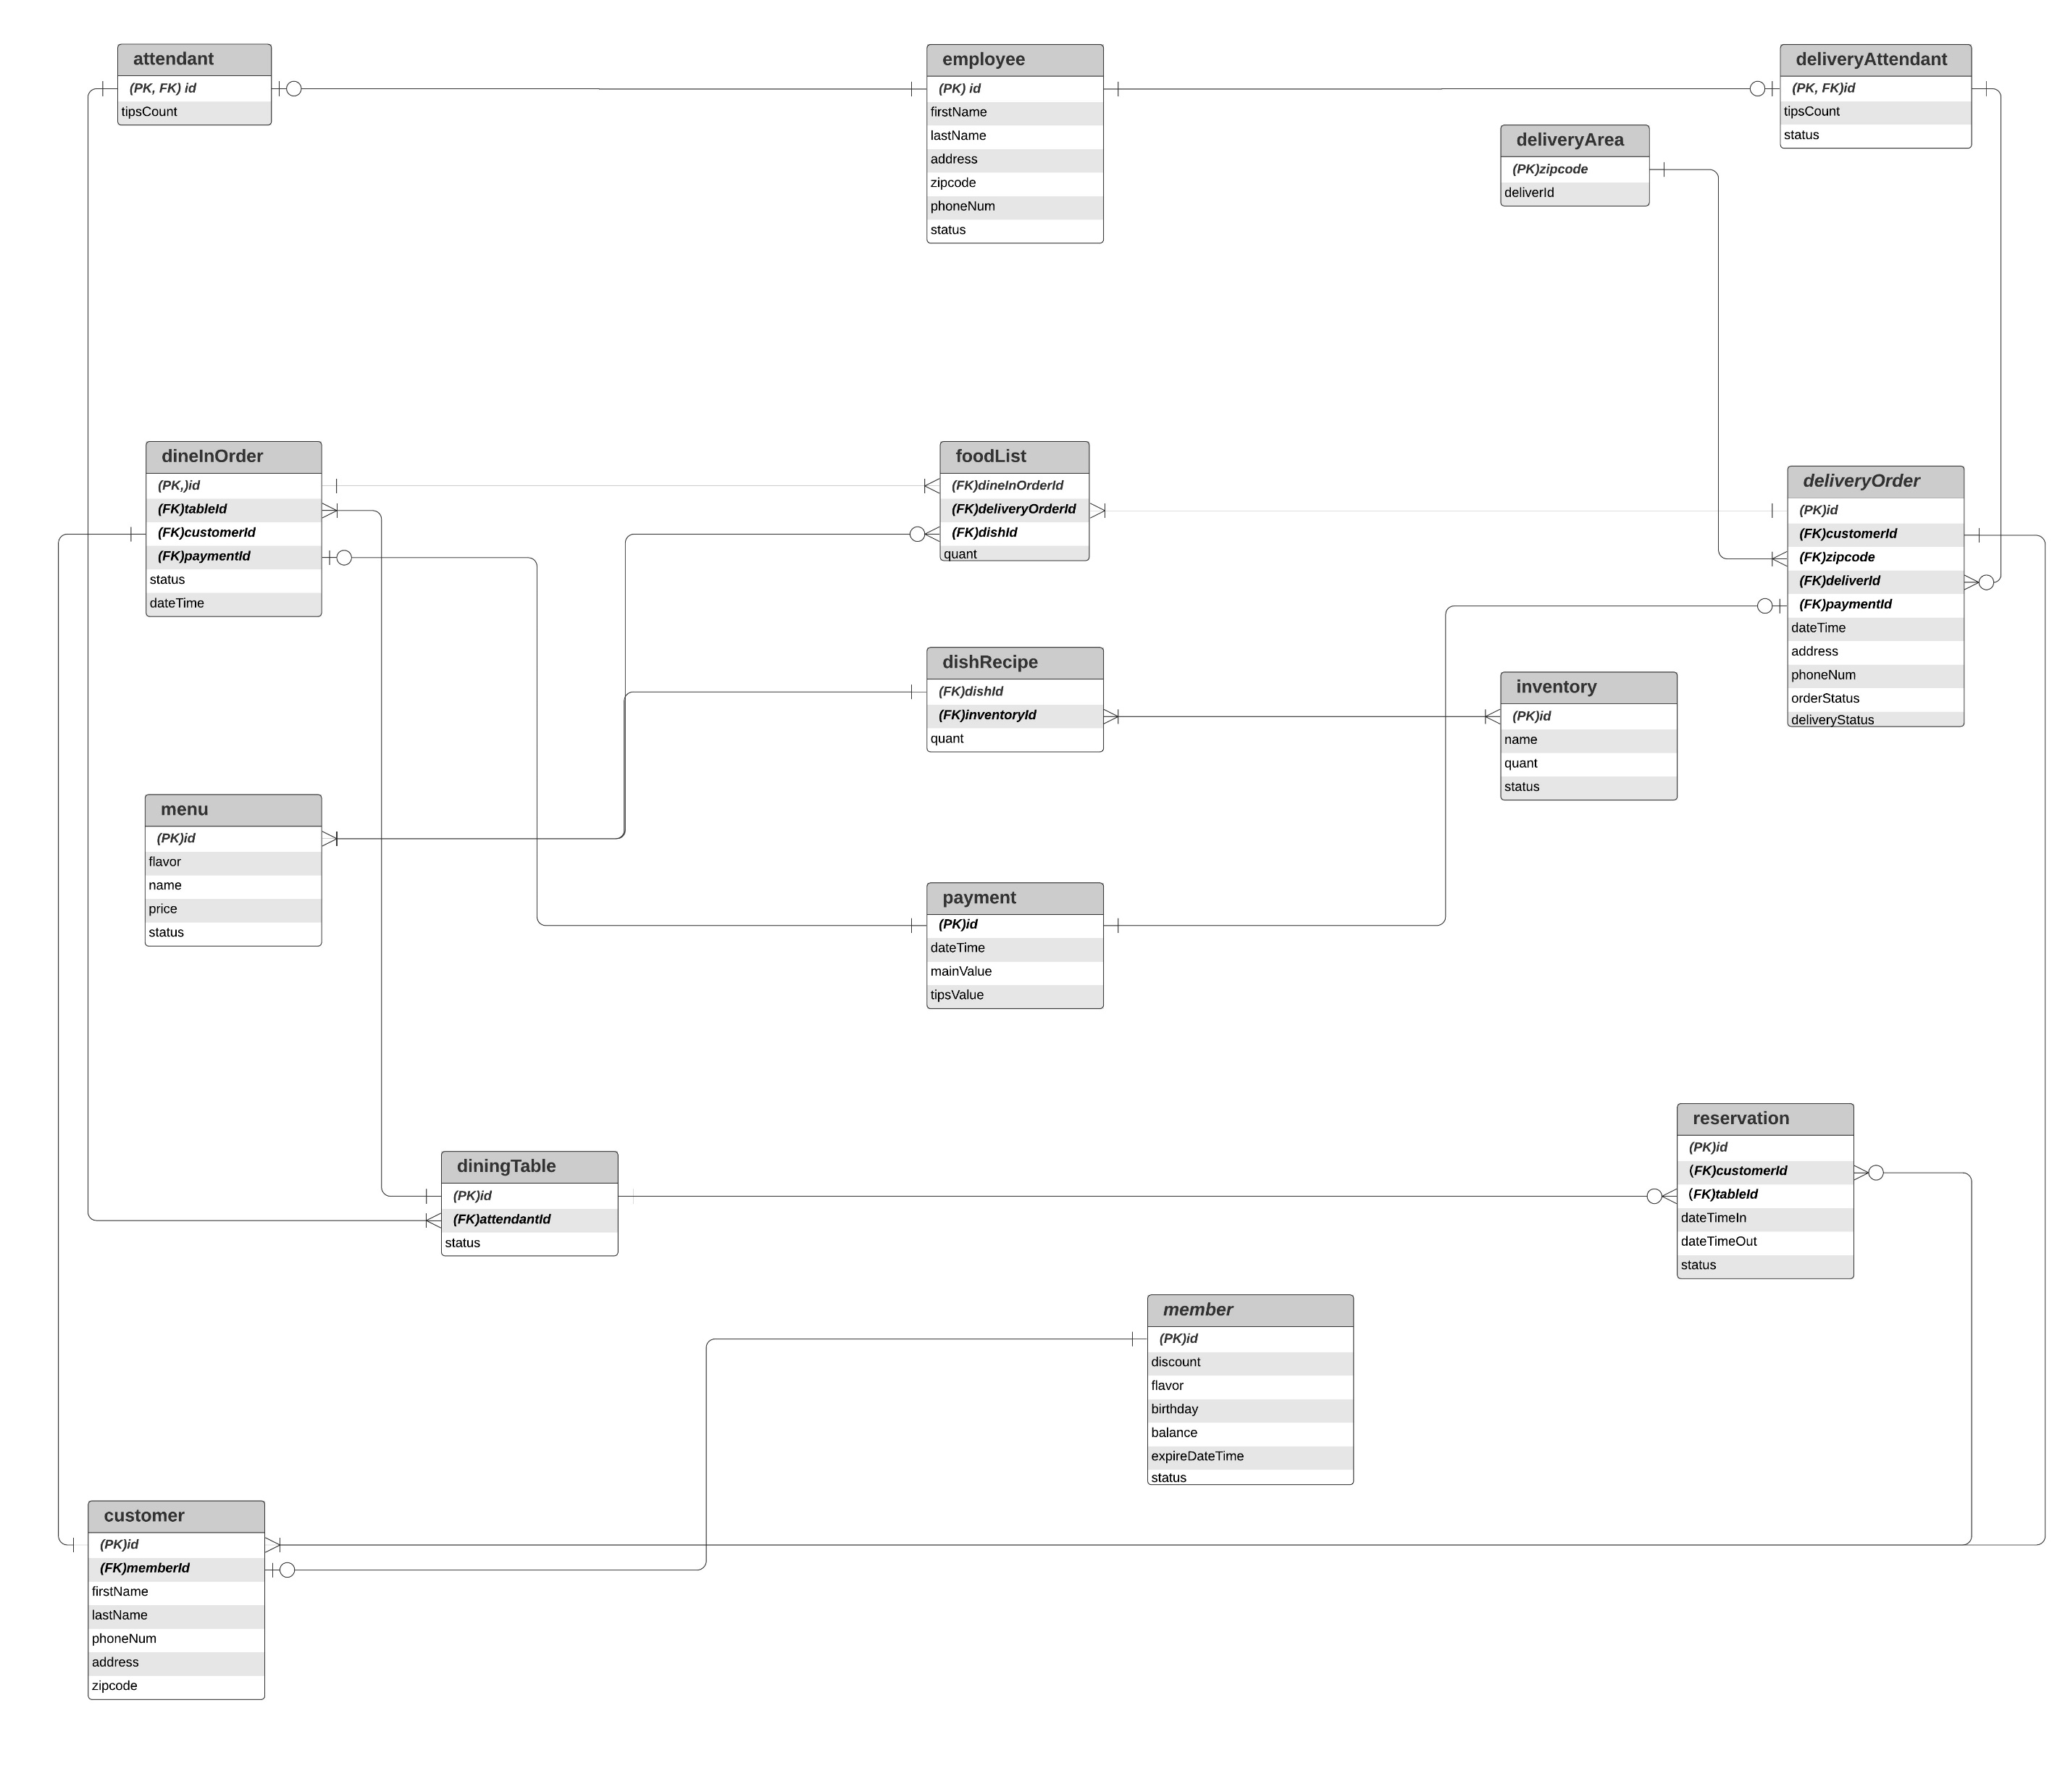 attendant
(PK, FK) id
tipsCount
employee
(PK) id
firstName
lastName
address
zipcode
phoneNum
status
deliveryAttendant
(PK, FK)id
tipsCount
status
deliveryArea
(PK)zipcode
deliverId
dineInOrder
(PK,)id
(FK)tableId
(FK)customerId
(FK)paymentId
status
dateTime
foodList
(FK)dineInOrderId
(FK)deliveryOrderId
(FK)dishId
quant
deliveryOrder
(PK)id
(FK)customerId
(FK)zipcode
(FK)deliverId
(FK)paymentId
dateTime
address
phoneNum
orderStatus
deliveryStatus
dishRecipe
(FK)dishId
(FK)inventoryId
quant
inventory
(PK)id
name
quant
status
menu
(PK)id
flavor
name
price
status
payment
(PK)id
dateTime
mainValue
tipsValue
reservation
(PK)id
(FK)customerId
(FK)tableId
dateTimeIn
dateTimeOut
status
diningTable
(PK)id
(FK)attendantId
status
member
(PK)id
discount
flavor
birthday
balance
expireDateTime
status
customer
(PK)id
(FK)memberId
firstName
lastName
phoneNum
address
zipcode